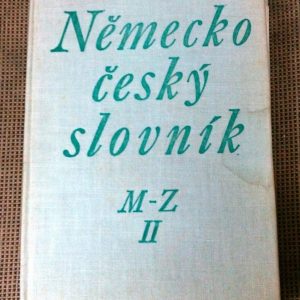 Německo
český
slovník
M-Z
II